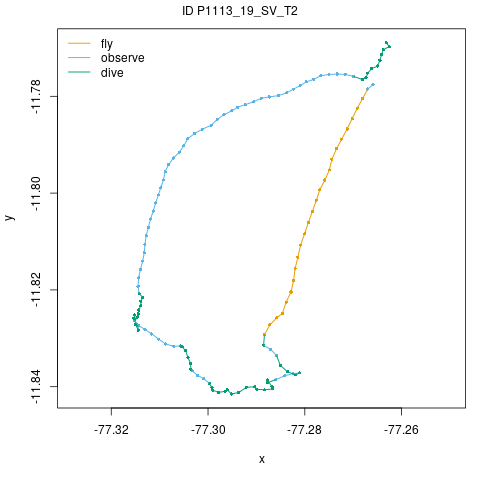 ID P1113_19_SV_T2
fly
observe
dive
y
-11.78
-11.80
-11.82
-11.84
-77.32
-77.30
-77.28
-77.26
x